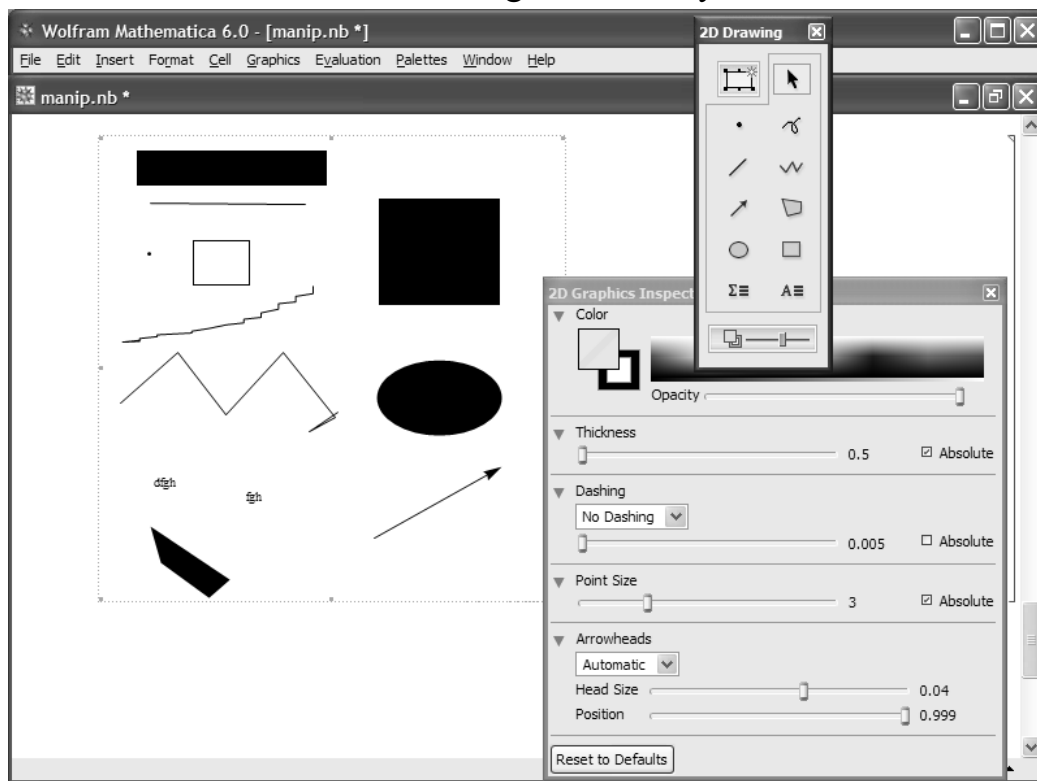 Wolfram Mathematica 6.0 - [manip.nb *]
2D Drawing
File Edit Insert Format Cell Graphics Evaluation Palettes Window Help
manip.nb *
Σ≡ A≡
2D Graphics Inspect
Color
Opacity
Thickness
0.5 Absolute
Dashing
No Dashing
0.005 Absolute
Point Size
3 Absolute
Arrowheads
Automatic
Head Size 0.04
Position 0.999
Reset to Defaults
dfgh
fgh